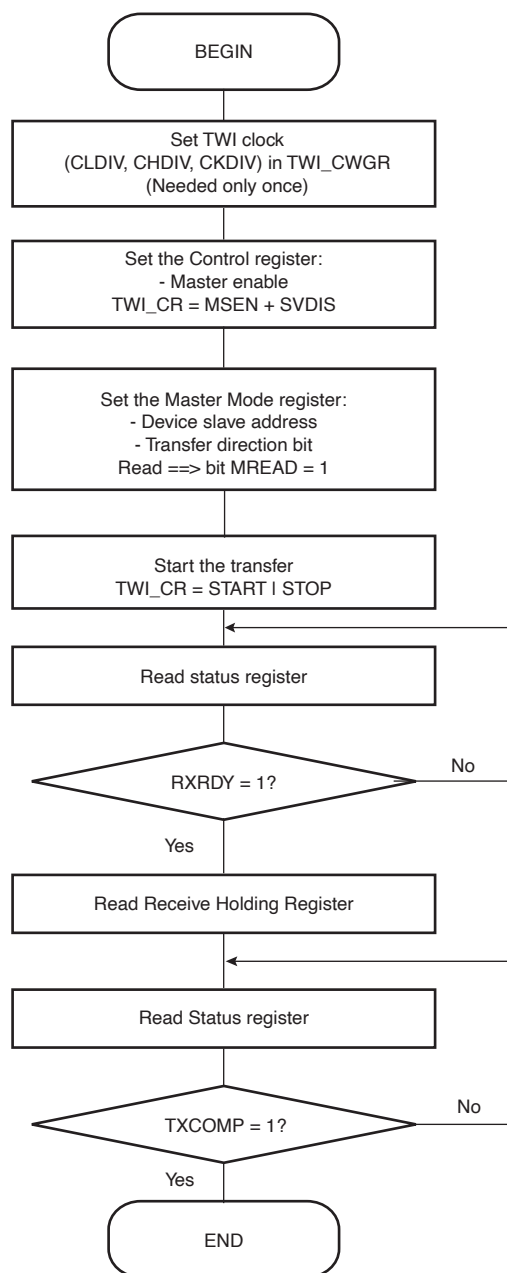 BEGIN
Set TWI clock
(CLDIV, CHDIV, CKDIV) in TWI_CWGR
(Needed only once)
Set the Control register:
- Master enable
TWI_CR = MSEN + SVDIS
Set the Master Mode register:
- Device slave address
- Transfer direction bit
Read ==> bit MREAD = 1
Start the transfer
TWI_CR = START | STOP
Read status register
RXRDY = 1?
No
Yes
Read Receive Holding Register
Read Status register
TXCOMP = 1?
No
Yes
END